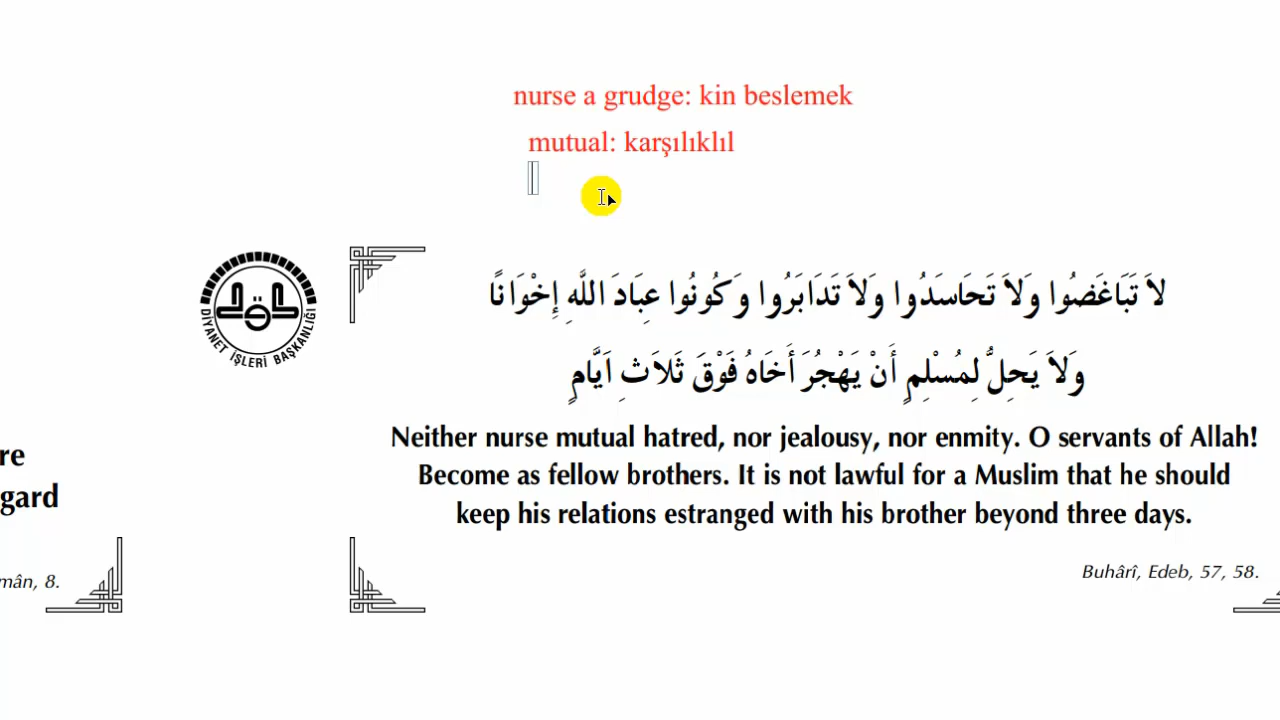 nurse a grudge: kin beslemek
mutual: karşılıklıl
DİYANET İŞLERİ BAŞKANLIĞI
لاَ تَبَاغَضُوا وَلاَ تَحَاسَدُوا وَلاَ تَدَابَرُوا وَكُونُوا عِبَادَ اللَّهِ إِخْوَانًا
وَلاَ يَحِلُّ لِمُسْلِمٍ أَنْ يَهْجُرَ أَخَاهُ فَوْقَ ثَلاَثِ اَيَّامٍ
Neither nurse mutual hatred, nor jealousy, nor enmity. O servants of Allah!
Become as fellow brothers. It is not lawful for a Muslim that he should
keep his relations estranged with his brother beyond three days.
Buhârî, Edeb, 57, 58.
re
gard
mân, 8.